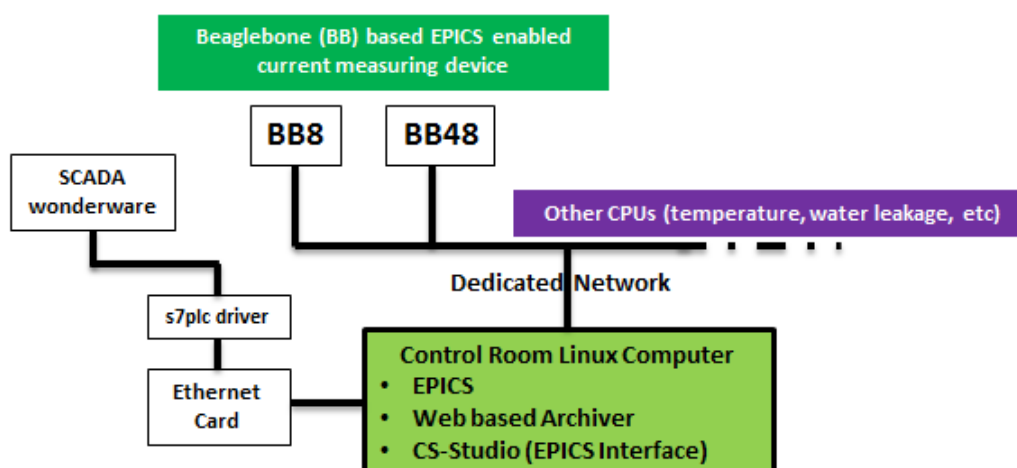 Beaglebone (BB) based EPICS enabled
current measuring device
BB8
BB48
SCADA
wonderware
Other CPUs (temperature, water leakage, etc)
Dedicated Network
s7plc driver
Ethernet
Card
Control Room Linux Computer
• EPICS
• Web based Archiver
• CS-Studio (EPICS Interface)